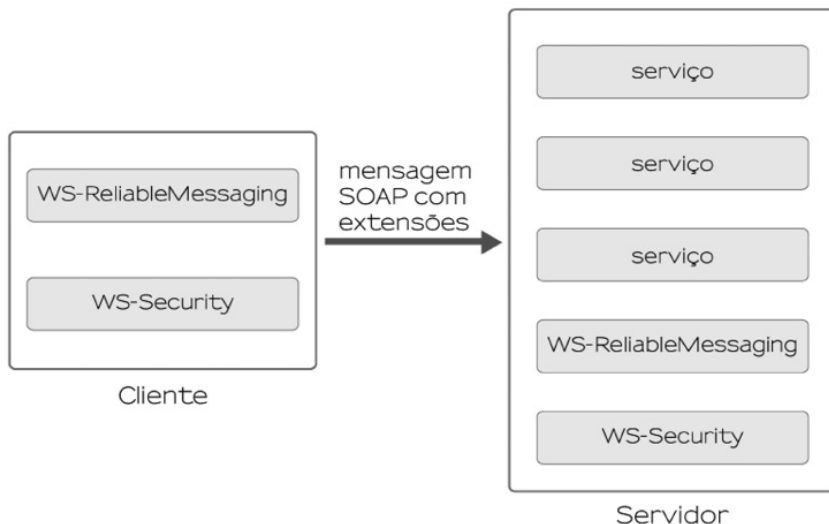 WS-ReliableMessaging
WS-Security
Cliente
mensagem
SOAP com
extensões
serviço
serviço
serviço
WS-ReliableMessaging
WS-Security
Servidor